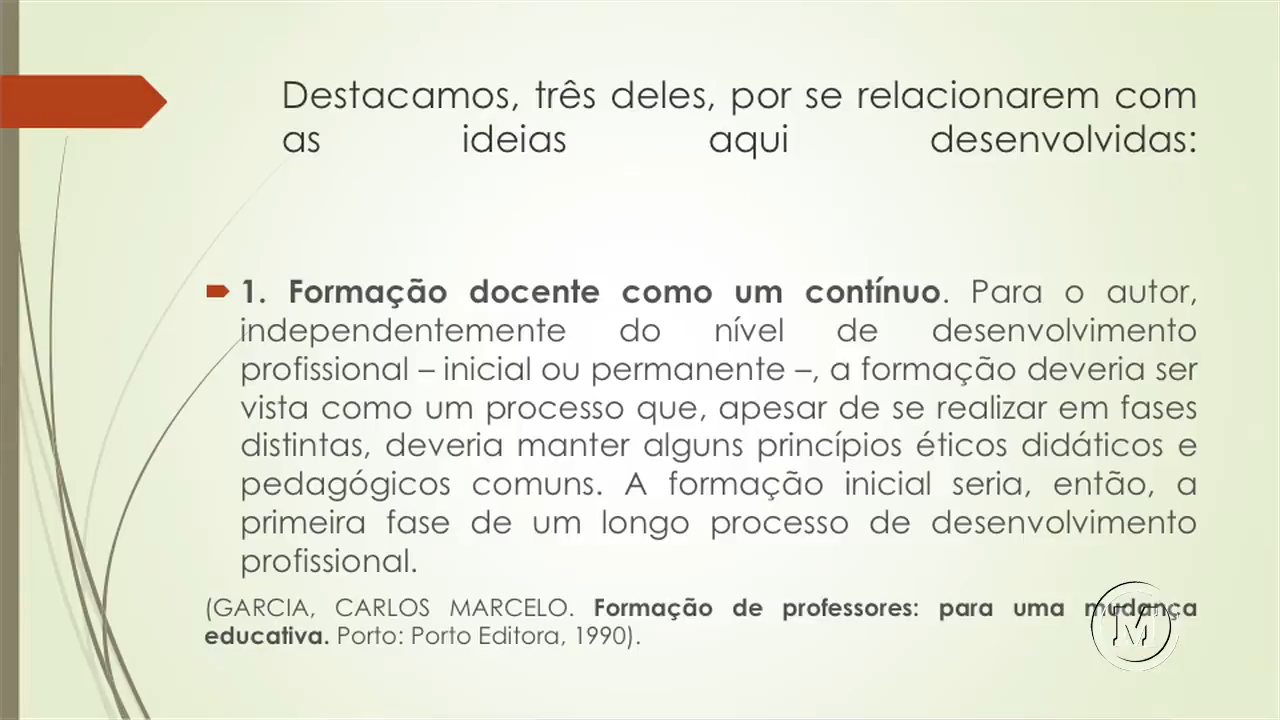 Destacamos, três deles, por se relacionarem com
as ideias aqui desenvolvidas:
1. Formação docente como um contínuo. Para o autor,
independentemente do nível de desenvolvimento
profissional – inicial ou permanente –, a formação deveria ser
vista como um processo que, apesar de se realizar em fases
distintas, deveria manter alguns princípios éticos didáticos e
pedagógicos comuns. A formação inicial seria, então, a
primeira fase de um longo processo de desenvolvimento
profissional.
(GARCIA, CARLOS MARCELO. Formação de professores: para uma mudança
educativa. Porto: Porto Editora, 1990).
M